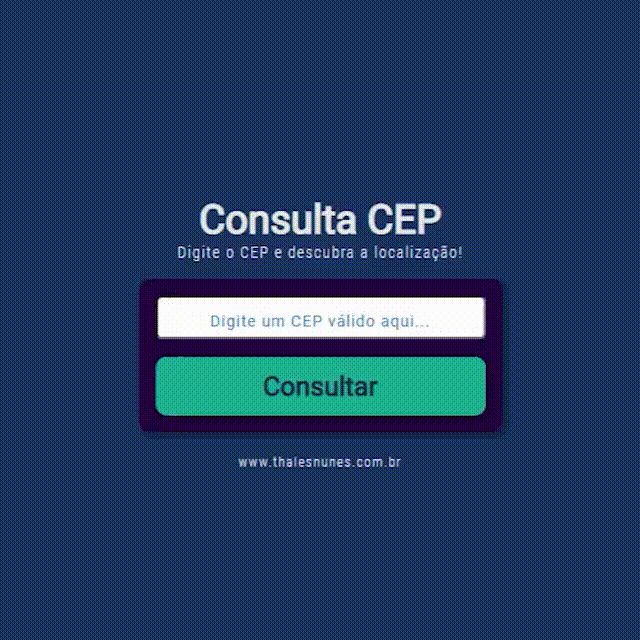 Consulta CEP
Digite o CEP e descubra a localização!
Digite um CEP válido aqui...
Consultar
www.thalesnunes.com.br